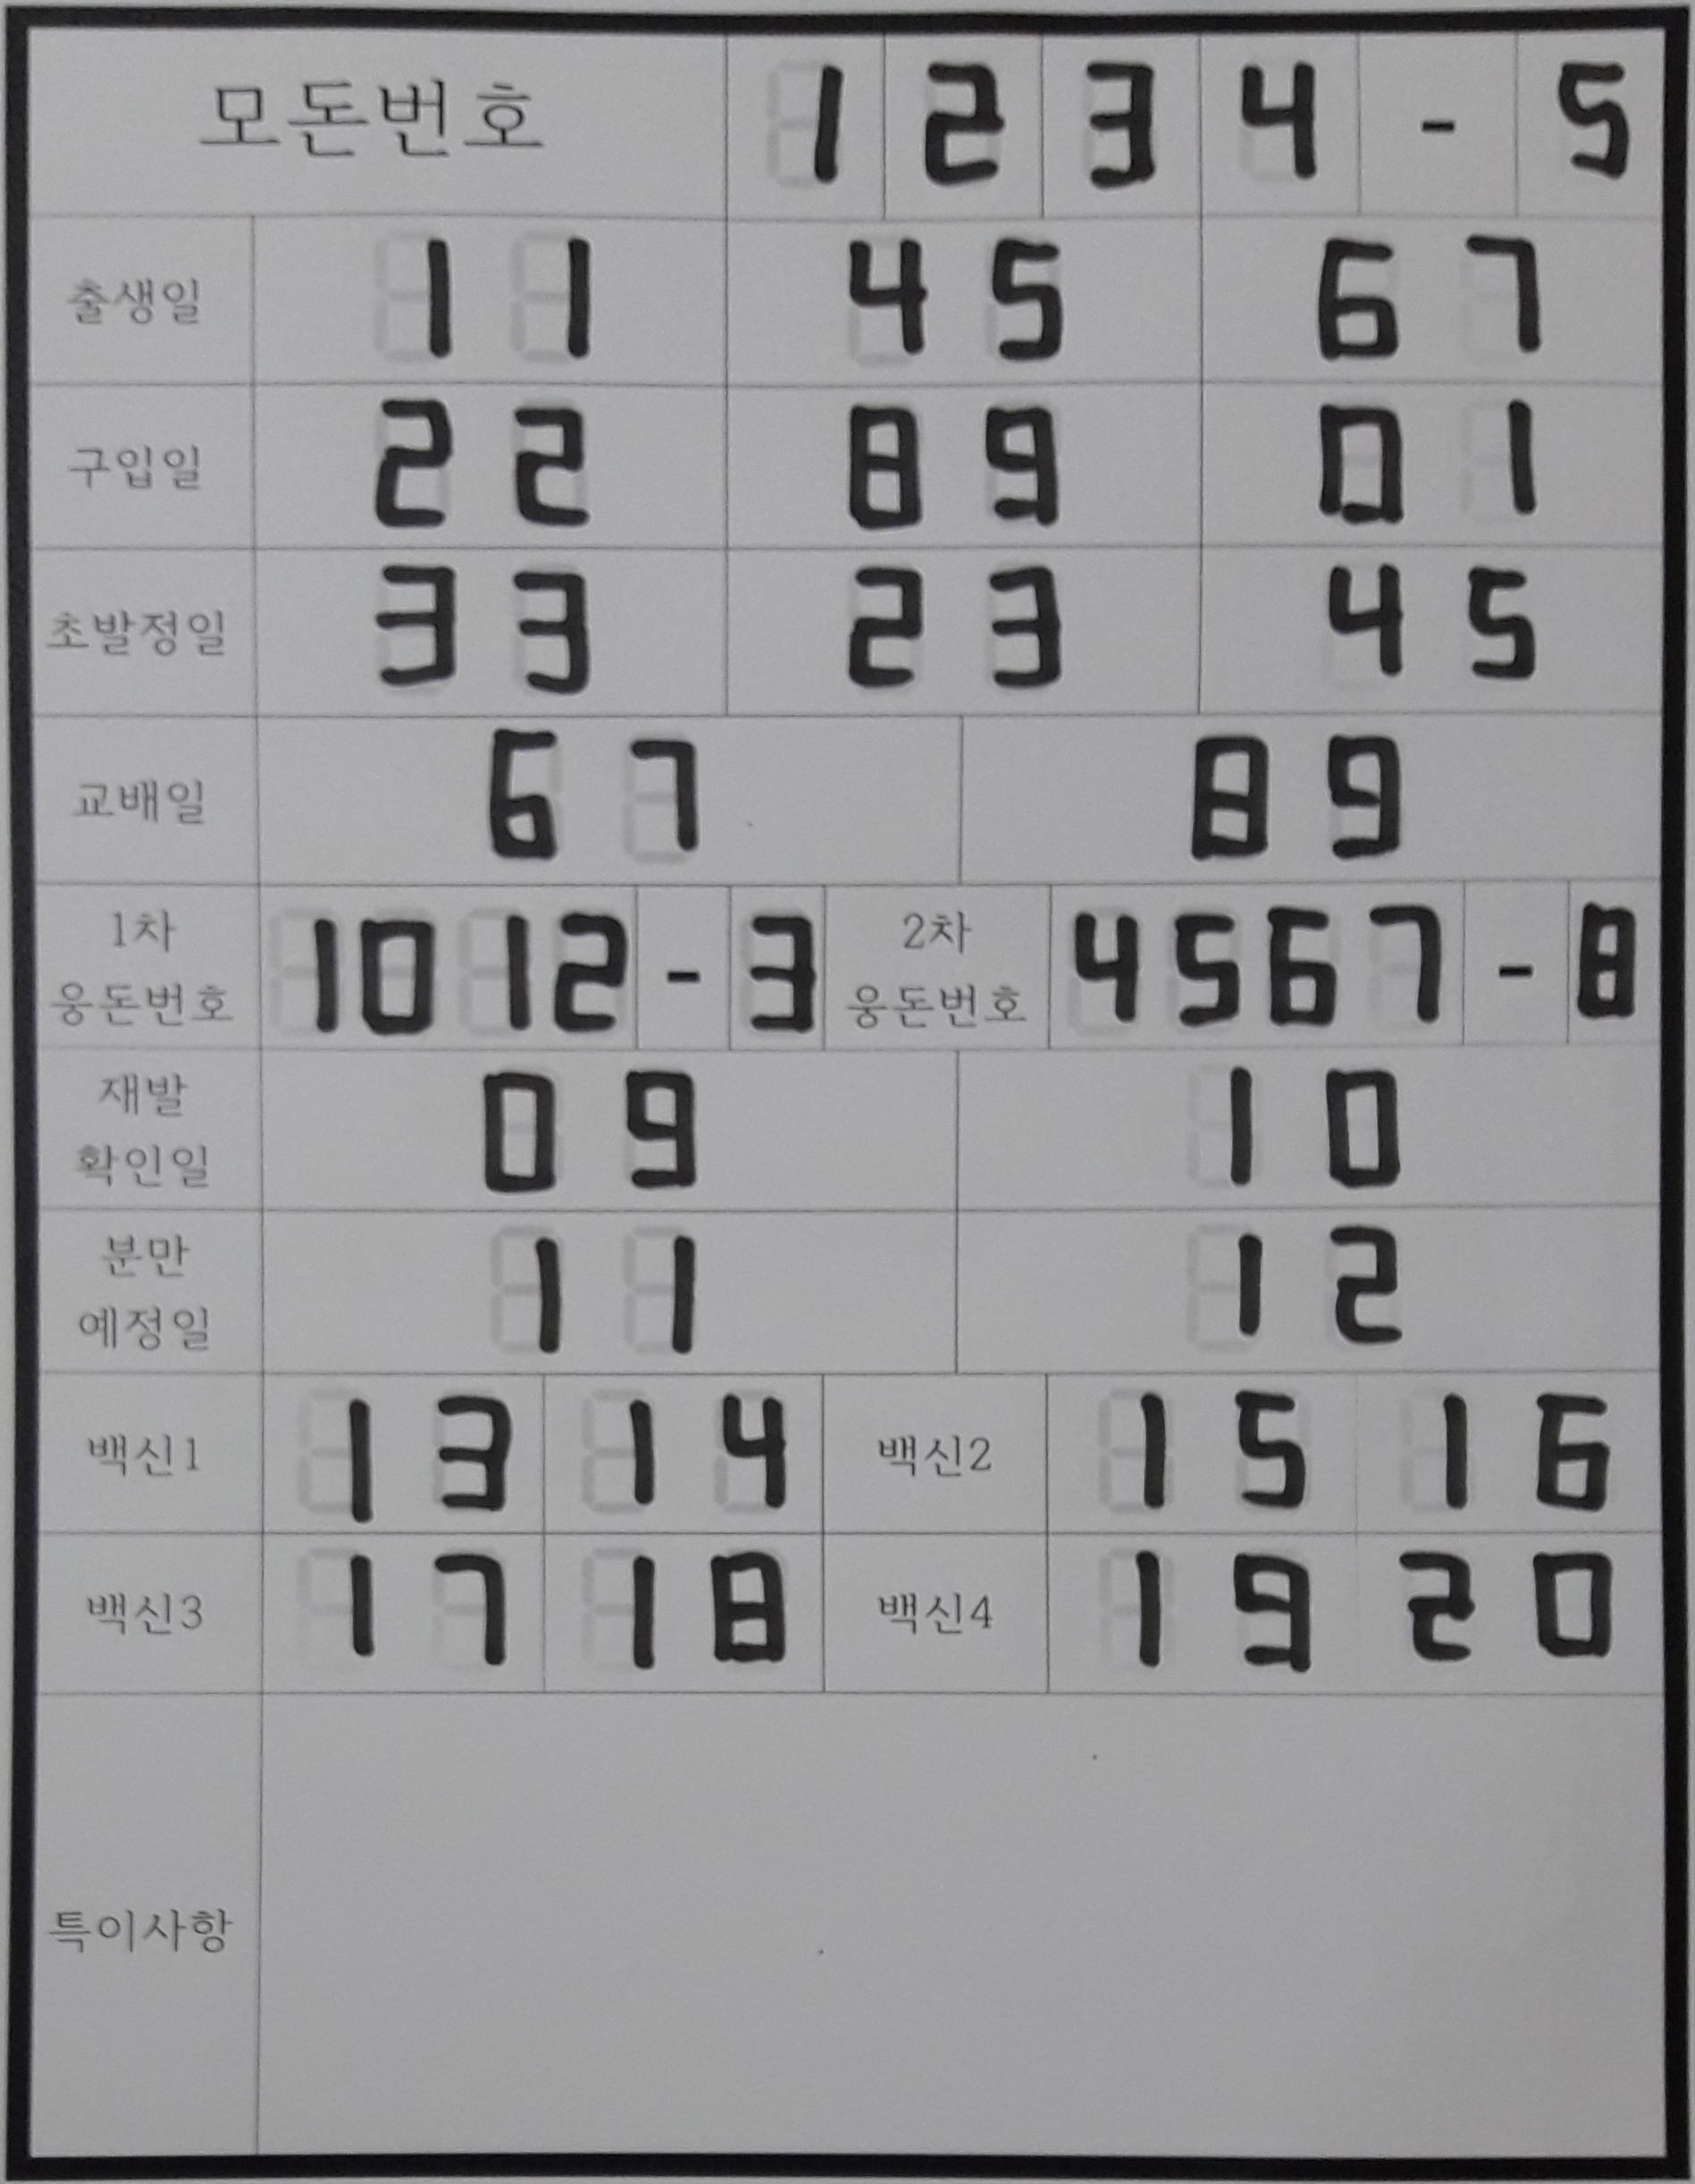 모돈번호 1 2 3 4 - 5
출생일 1 1 4 5 6 7
구입일 2 2 8 9 0 1
초발정일 3 3 2 3 4 5
교배일 6 7 8 9
1차 웅돈번호 1012 - 3 2차 웅돈번호 4567 - 8
재발 확인일 0 9 1 0
분만 예정일 1 1 1 2
백신1 1 3 1 4 백신2 1 5 1 6
백신3 1 7 1 8 백신4 1 9 2 0
특이사항